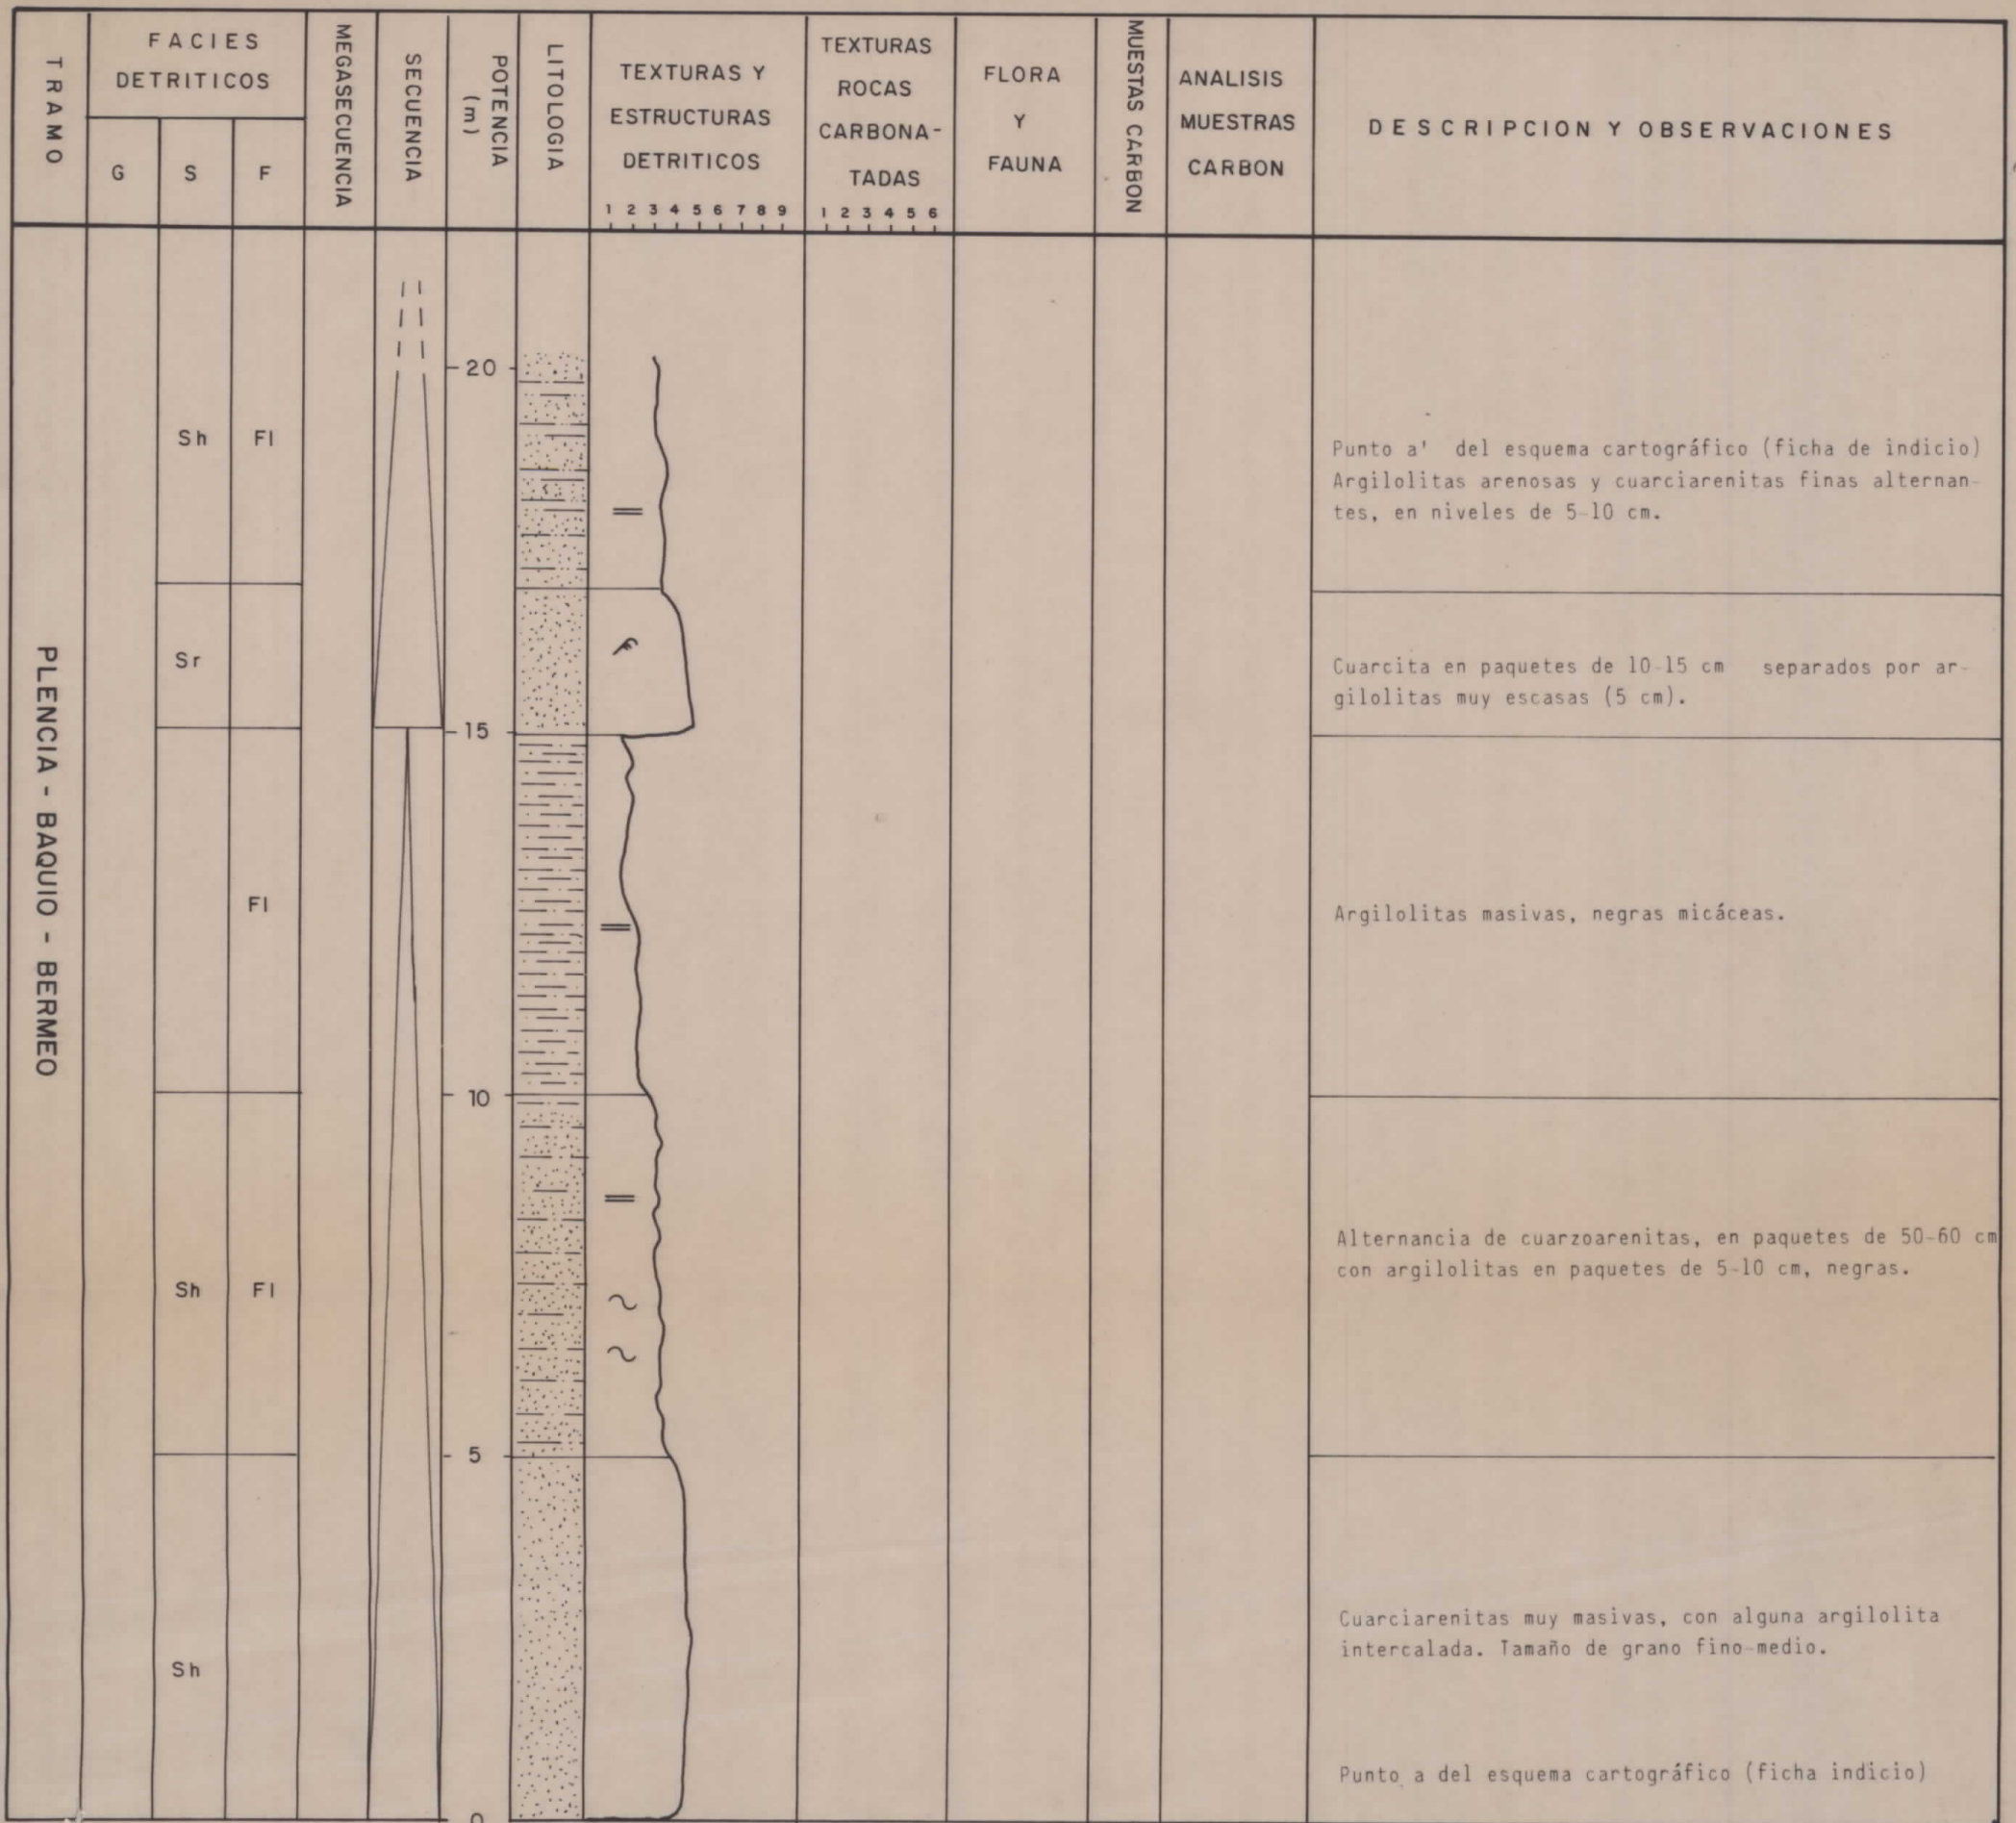 TRAMO
FACIES
DETRITICOS
G S F
MEGASECUENCIA
SECUENCIA
POTENCIA
(m)
LITOLOGIA
TEXTURAS Y
ESTRUCTURAS
DETRITICOS
1 2 3 4 5 6 7 8 9
TEXTURAS
ROCAS
CARBONA-
TADAS
1 2 3 4 5 6
FLORA
Y
FAUNA
MUESTAS CARBON
ANALISIS
MUESTRAS
CARBON
DESCRIPCION Y OBSERVACIONES
PLENCIA - BAQUIO - BERMEO
20
Sh Fl
Punto a' del esquema cartográfico (ficha de indicio)
Argilolitas arenosas y cuarciarenitas finas alternan-
tes, en niveles de 5-10 cm.
Sr
Cuarcita en paquetes de 10-15 cm separados por ar-
gilolitas muy escasas (5 cm).
15
Fl
Argilolitas masivas, negras micáceas.
10
Sh Fl
Alternancia de cuarzoarenitas, en paquetes de 50-60 cm
con argilolitas en paquetes de 5-10 cm, negras.
5
Sh
Cuarciarenitas muy masivas, con alguna argilolita
intercalada. Tamaño de grano fino-medio.
Punto a del esquema cartográfico (ficha indicio)
0